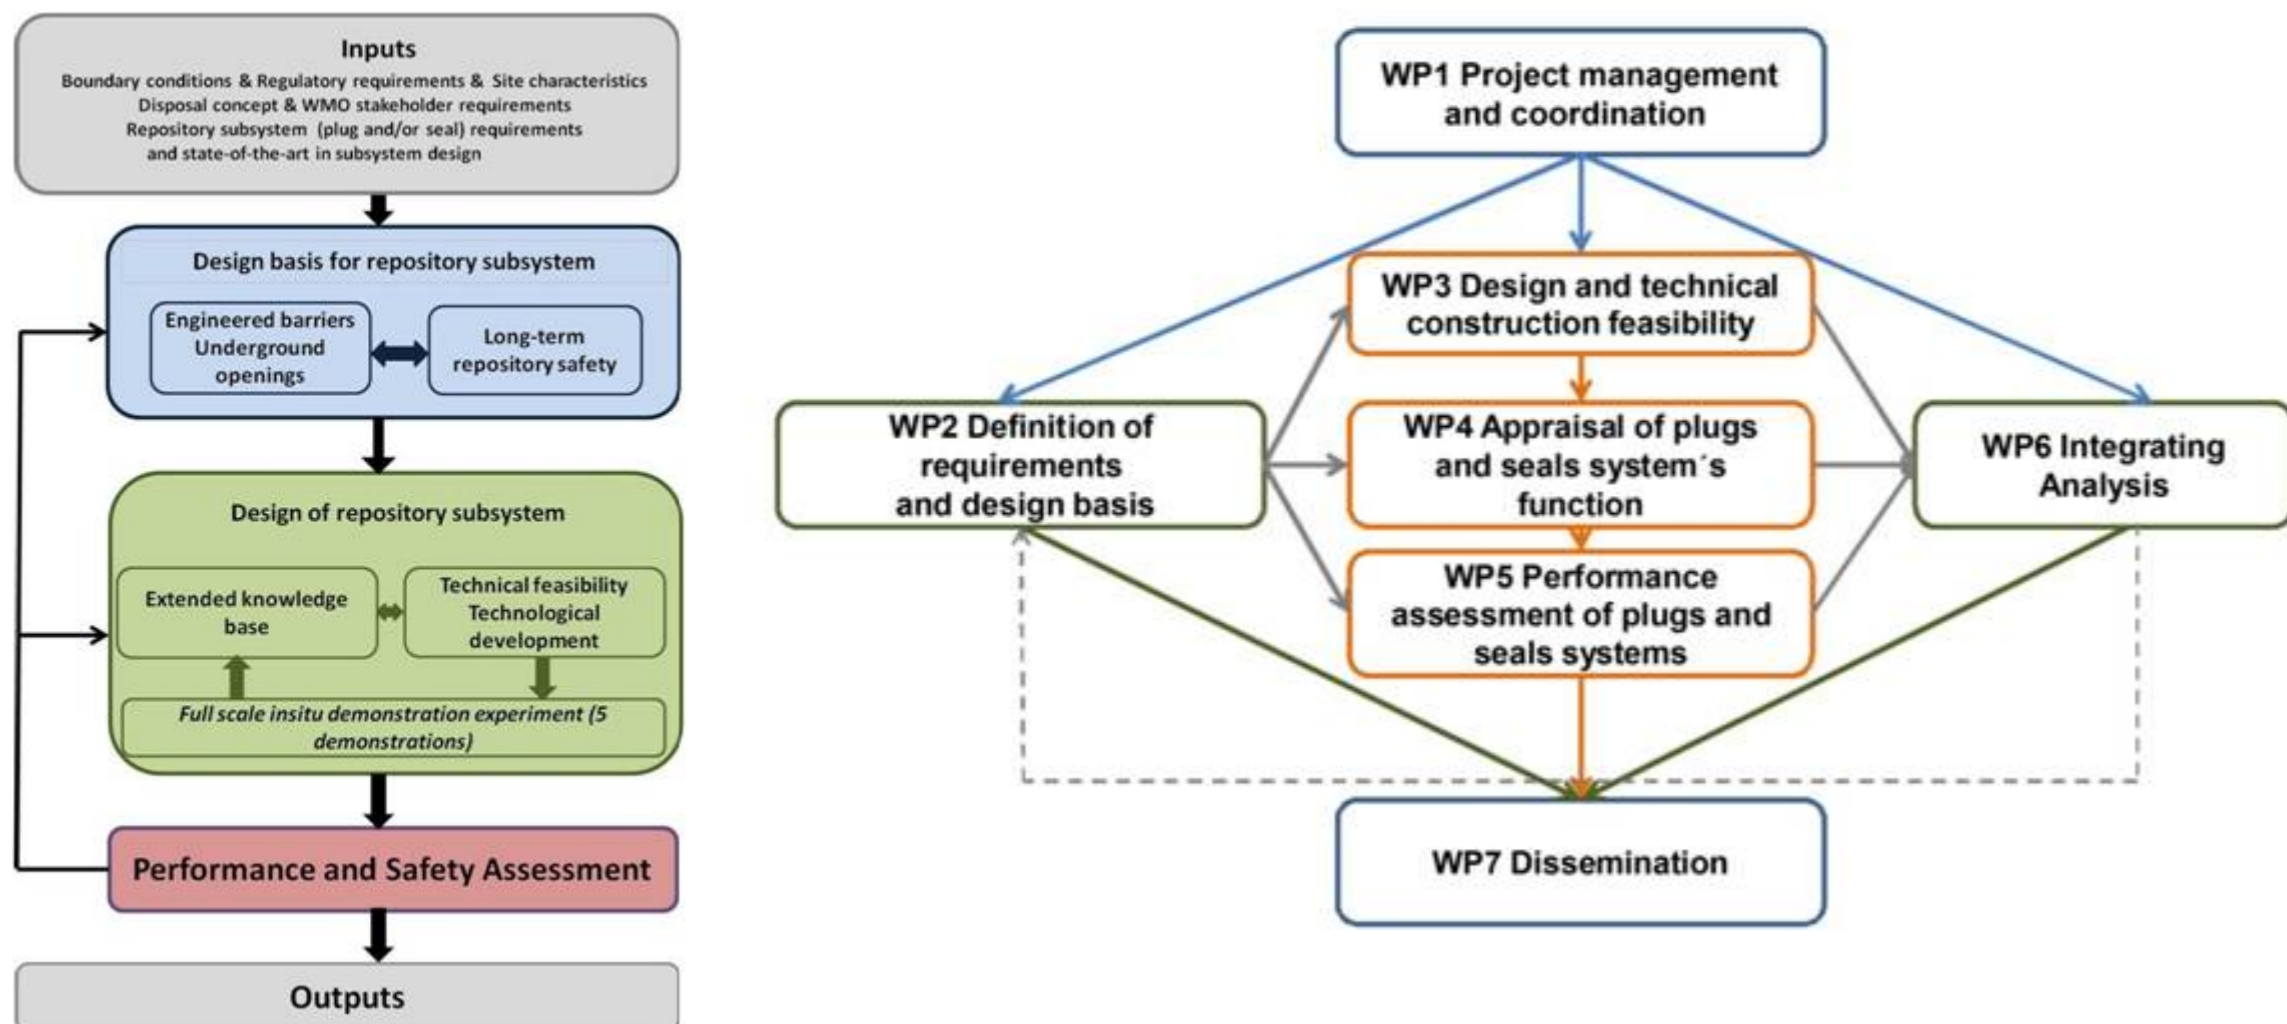 Inputs
Boundary conditions & Regulatory requirements & Site characteristics
Disposal concept & WMO stakeholder requirements
Repository subsystem (plug and/or seal) requirements
and state-of-the-art in subsystem design
Design basis for repository subsystem
Engineered barriers
Underground
openings
Long-term
repository safety
Design of repository subsystem
Extended knowledge
base
Technical feasibility
Technological
development
Full scale insitu demonstration experiment (5
demonstrations)
Performance and Safety Assessment
Outputs
WP1 Project management
and coordination
WP3 Design and technical
construction feasibility
WP2 Definition of
requirements
and design basis
WP4 Appraisal of plugs
and seals system´s
function
WP6 Integrating
Analysis
WP5 Performance
assessment of plugs and
seals systems
WP7 Dissemination